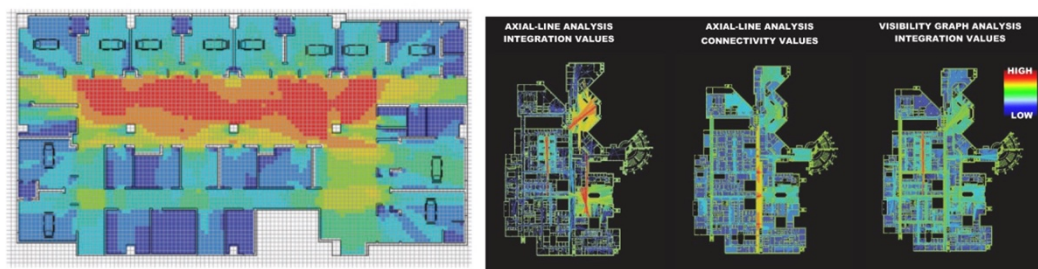 AXIAL-LINE ANALYSIS
INTEGRATION VALUES
AXIAL-LINE ANALYSIS
CONNECTIVITY VALUES
VISIBILITY GRAPH ANALYSIS
INTEGRATION VALUES
HIGH
LOW